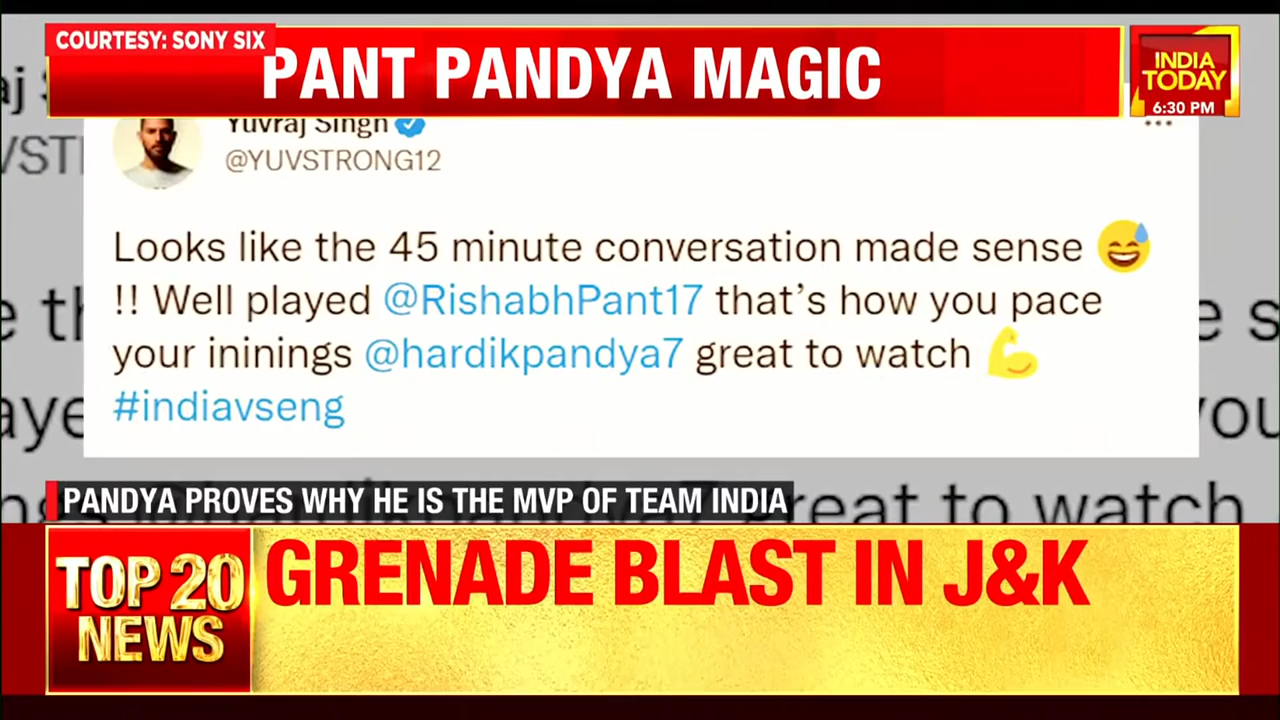 COURTESY: SONY SIX
PANT PANDYA MAGIC
INDIA
TODAY
6:30 PM
Yuvraj Singh
@YUVSTRONG12
Looks like the 45 minute conversation made sense 😅
!! Well played @RishabhPant17 that’s how you pace
your ininings @hardikpandya7 great to watch 💪
#indiavseng
PANDYA PROVES WHY HE IS THE MVP OF TEAM INDIA
TOP 20
NEWS
GRENADE BLAST IN J&K